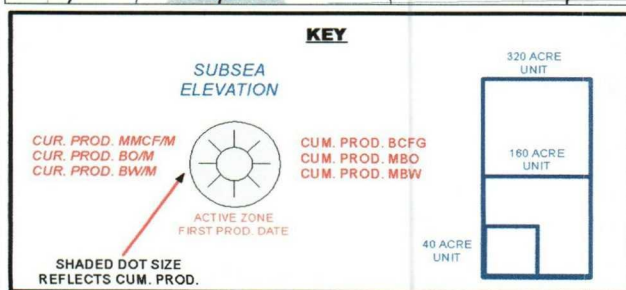 KEY
SUBSEA
ELEVATION
CUR. PROD. MMCF/M
CUR. PROD. BO/M
CUR. PROD. BW/M
CUM. PROD. BCFG
CUM. PROD. MBO
CUM. PROD. MBW
ACTIVE ZONE
FIRST PROD. DATE
SHADED DOT SIZE
REFLECTS CUM. PROD.
320 ACRE
UNIT
160 ACRE
UNIT
40 ACRE
UNIT